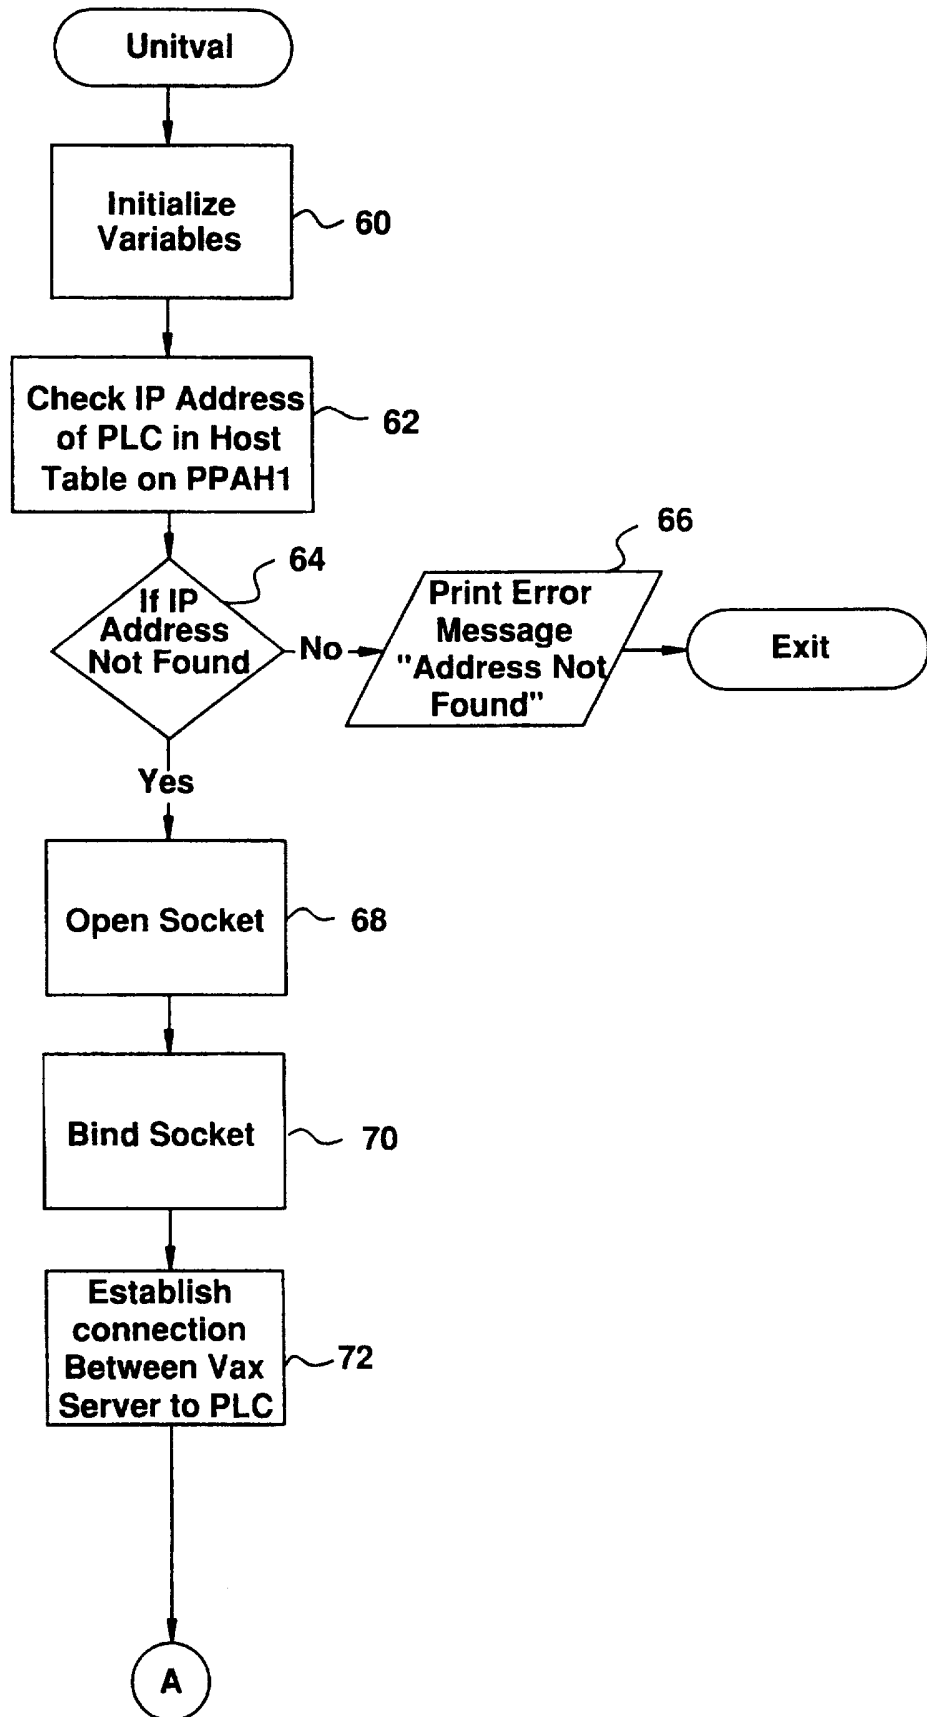 Unitval
Initialize
Variables
60
Check IP Address
of PLC in Host
Table on PPAH1
62
64
If IP
Address
Not Found
No
66
Print Error
Message
"Address Not
Found"
Exit
Yes
Open Socket
68
Bind Socket
70
Establish
connection
Between Vax
Server to PLC
72
A